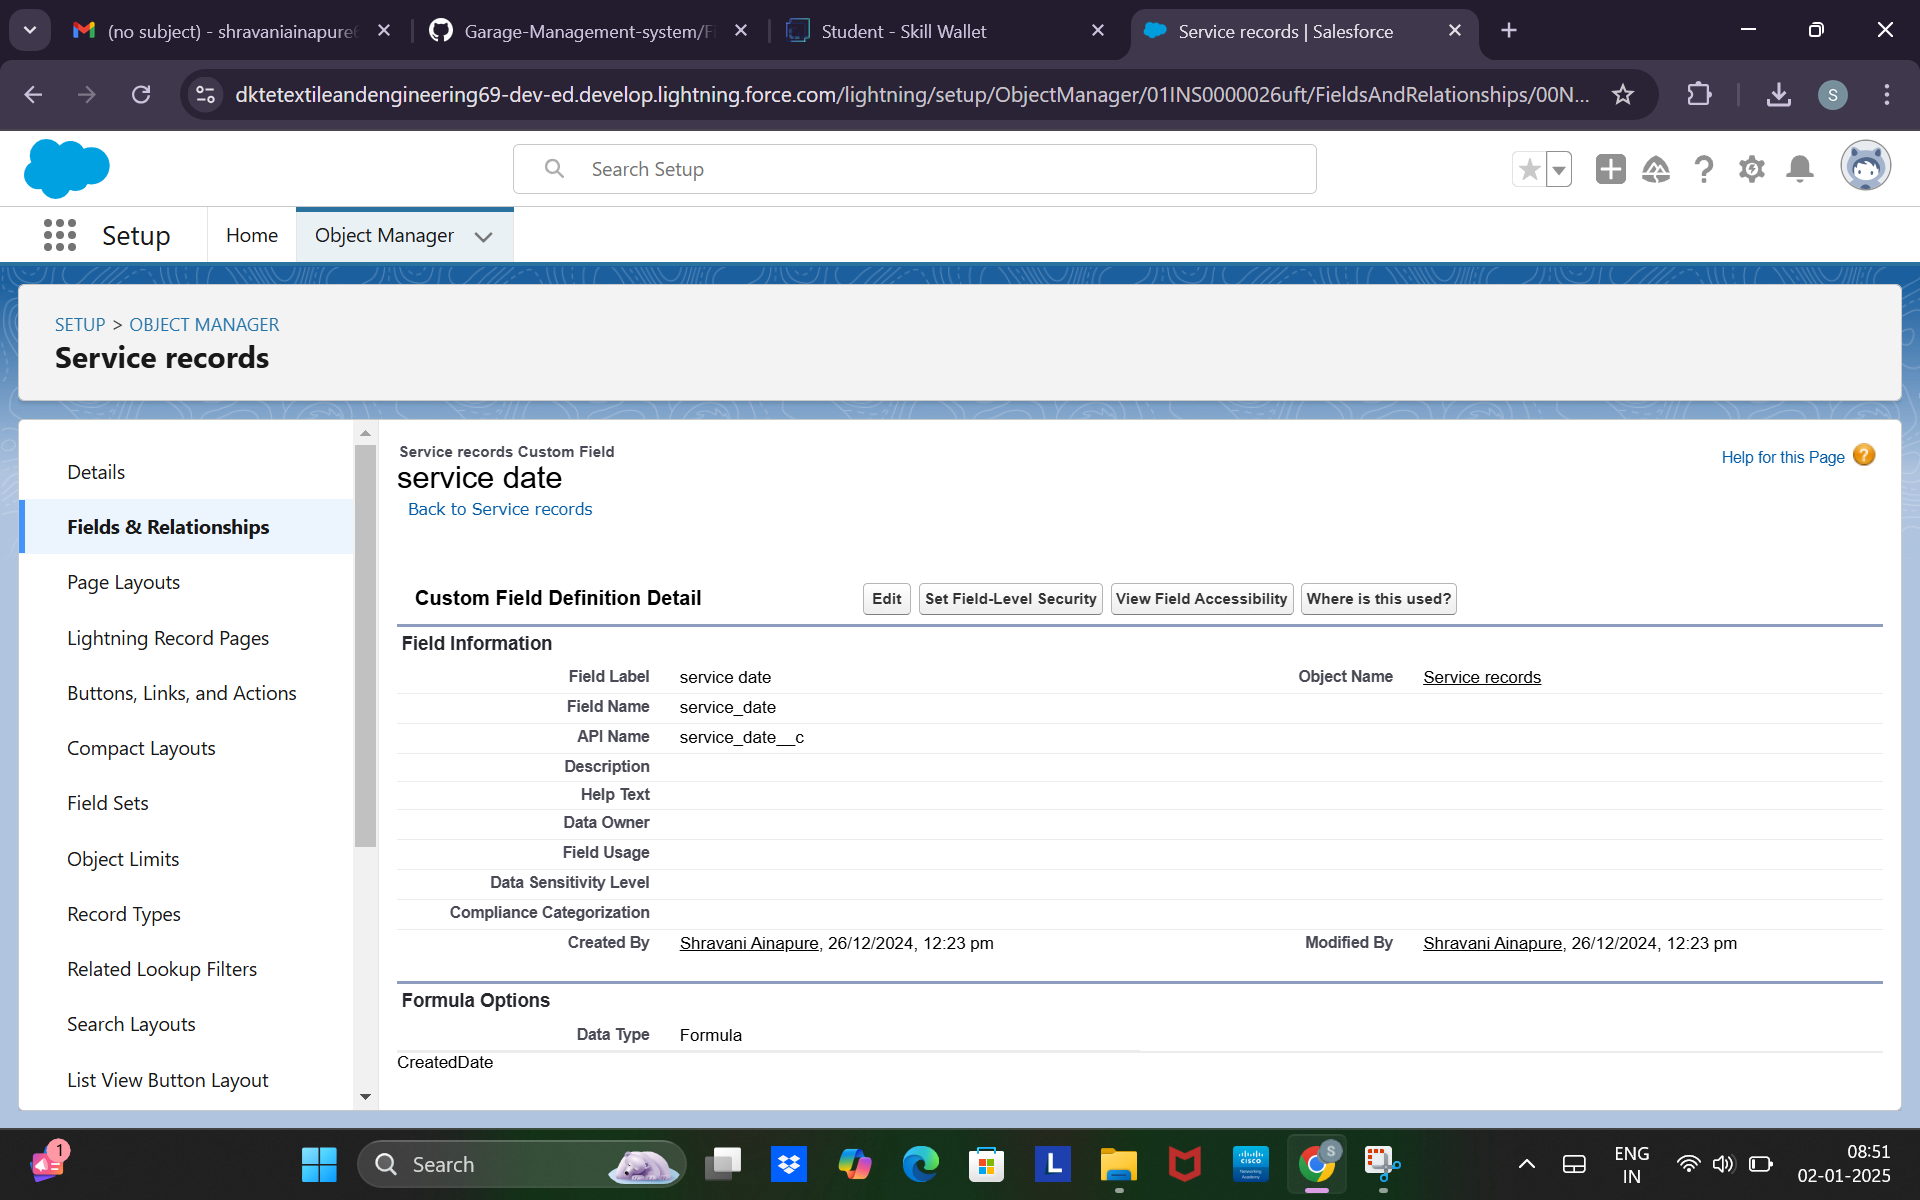 (no subject) - shravaniainapure
Garage-Management-system/Fi
Student - Skill Wallet
Service records | Salesforce
dktetextileandengineering69-dev-ed.develop.lightning.force.com/lightning/setup/ObjectManager/01INS0000026uft/FieldsAndRelationships/00N...
S
Search Setup
Setup
Home
Object Manager
SETUP > OBJECT MANAGER
Service records
Details
Fields & Relationships
Page Layouts
Lightning Record Pages
Buttons, Links, and Actions
Compact Layouts
Field Sets
Object Limits
Record Types
Related Lookup Filters
Search Layouts
List View Button Layout
Service records Custom Field
service date
Back to Service records
Help for this Page ?
Custom Field Definition Detail
Edit
Set Field-Level Security
View Field Accessibility
Where is this used?
Field Information
Field Label service date
Object Name Service records
Field Name service_date
API Name service_date__c
Description
Help Text
Data Owner
Field Usage
Data Sensitivity Level
Compliance Categorization
Created By Shravani Ainapure, 26/12/2024, 12:23 pm
Modified By Shravani Ainapure, 26/12/2024, 12:23 pm
Formula Options
Data Type Formula
CreatedDate
1
Search
L
CISCO
S
ENG
IN
08:51
02-01-2025